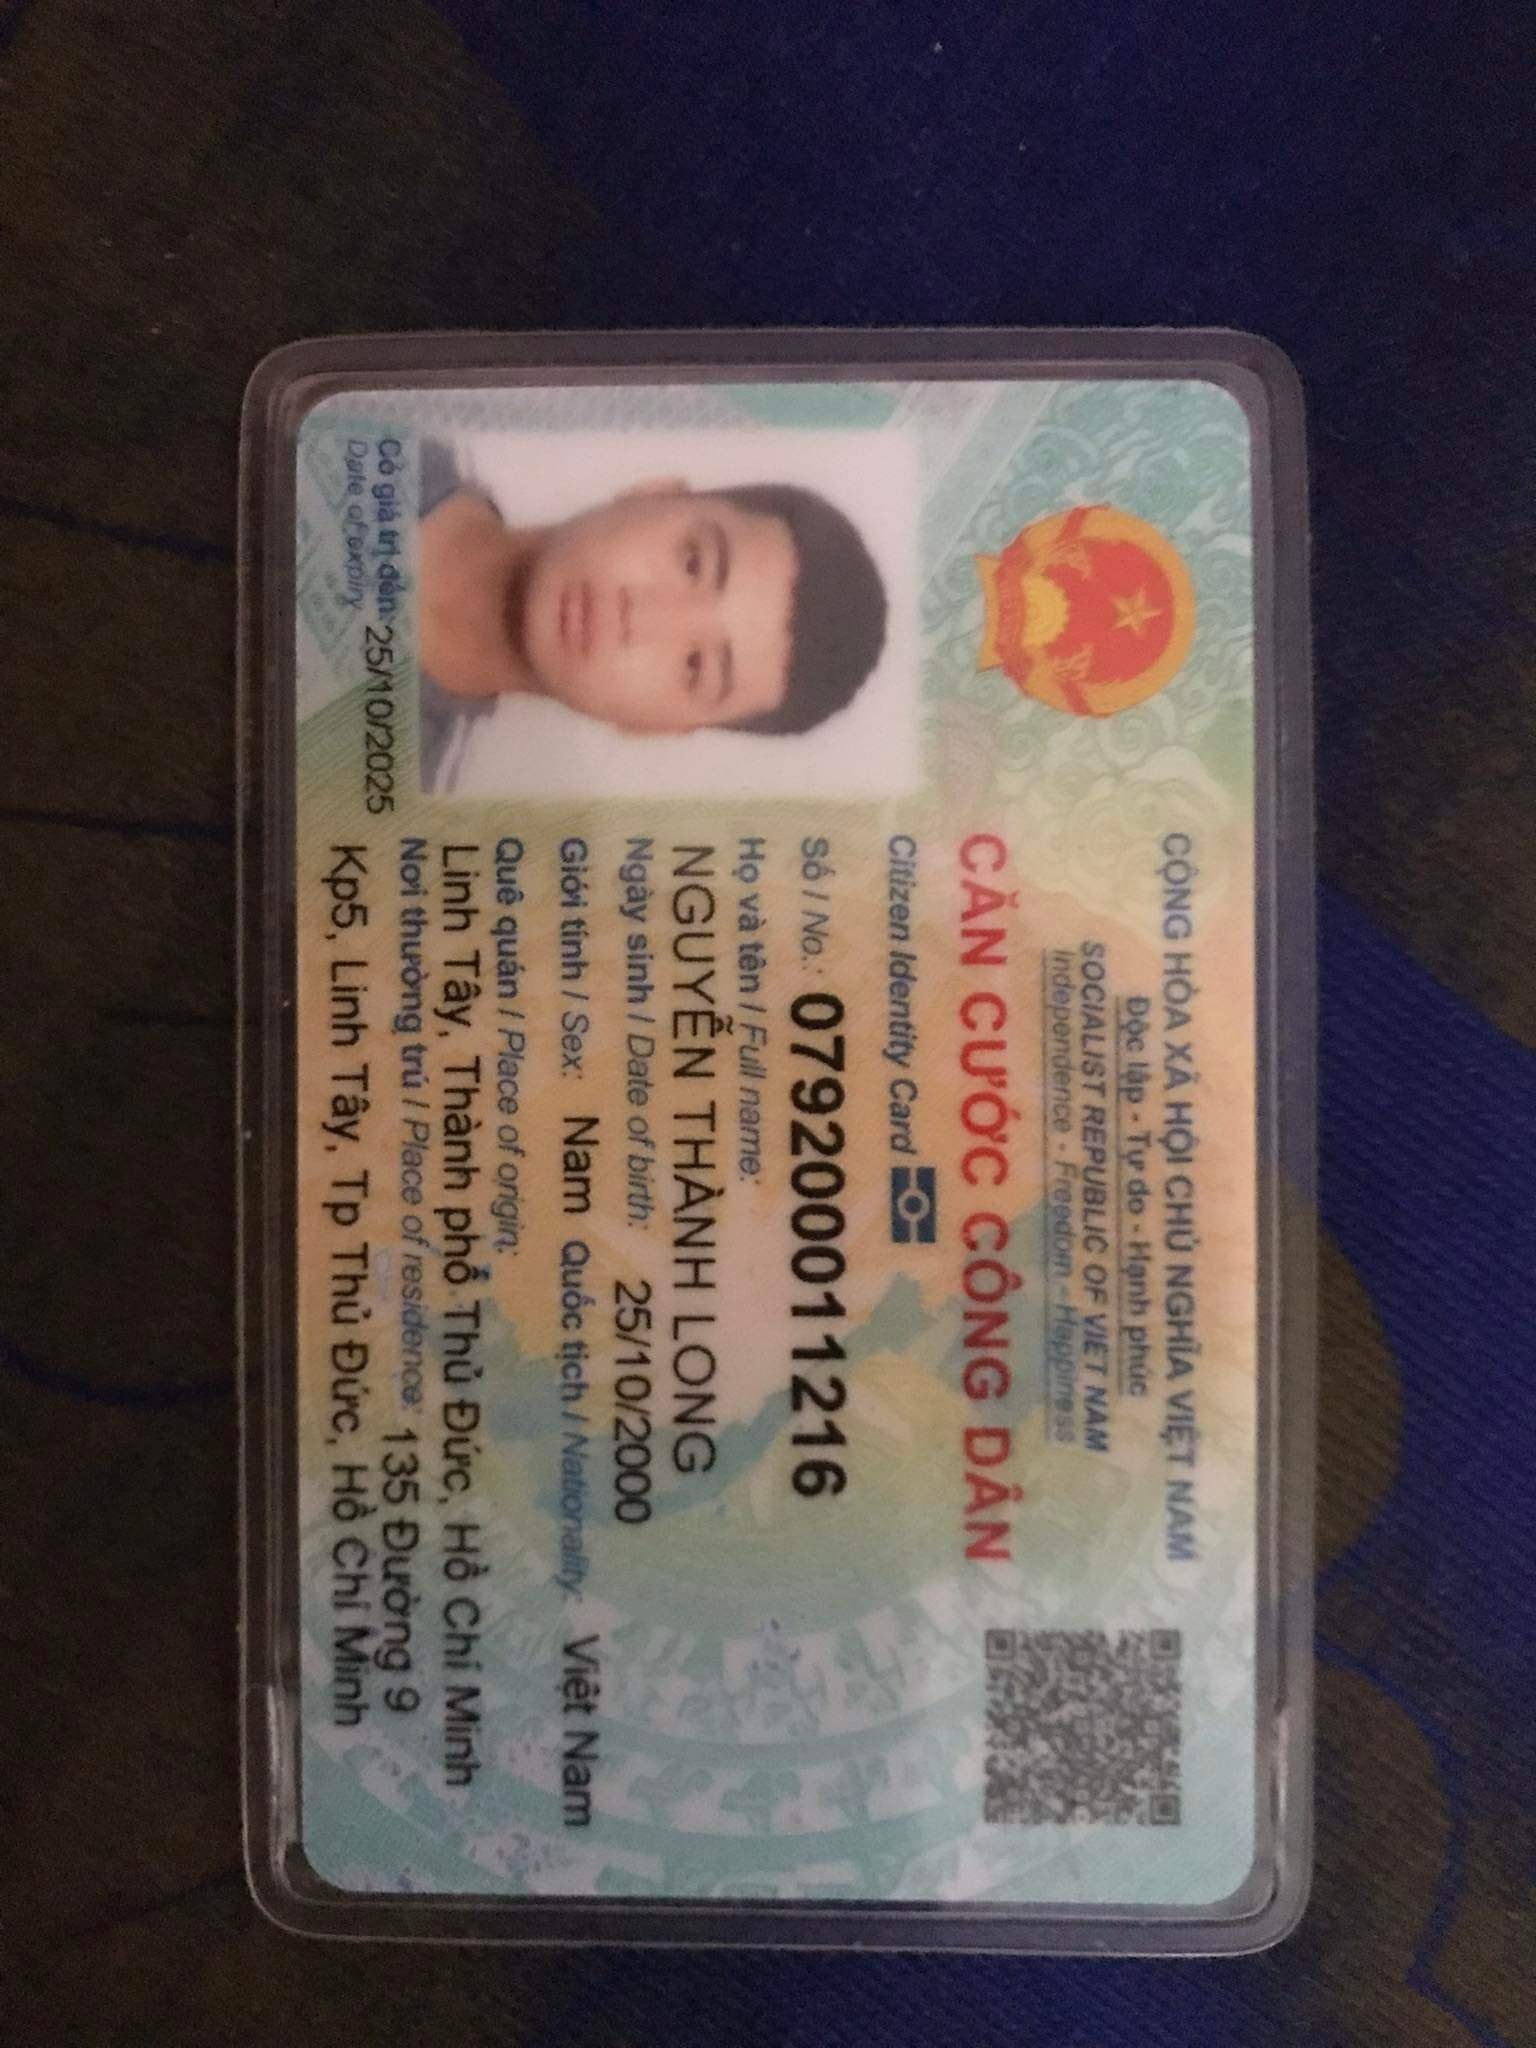 CỘNG HÒA XÃ HỘI CHỦ NGHĨA VIỆT NAM
Độc lập - Tự do - Hạnh phúc
SOCIALIST REPUBLIC OF VIET NAM
Independence - Freedom - Happiness
CĂN CƯỚC CÔNG DÂN
Citizen Identity Card
Số / No.: 079200011216
Họ và tên / Full name:
NGUYỄN THÀNH LONG
Ngày sinh / Date of birth: 25/10/2000
Giới tính / Sex: Nam Quốc tịch / Nationality: Việt Nam
Quê quán / Place of origin:
Linh Tây, Thành phố Thủ Đức, Hồ Chí Minh
Nơi thường trú / Place of residence: 135 Đường 9
Kp5, Linh Tây, Tp Thủ Đức, Hồ Chí Minh
Có giá trị đến: 25/10/2025
Date of expiry